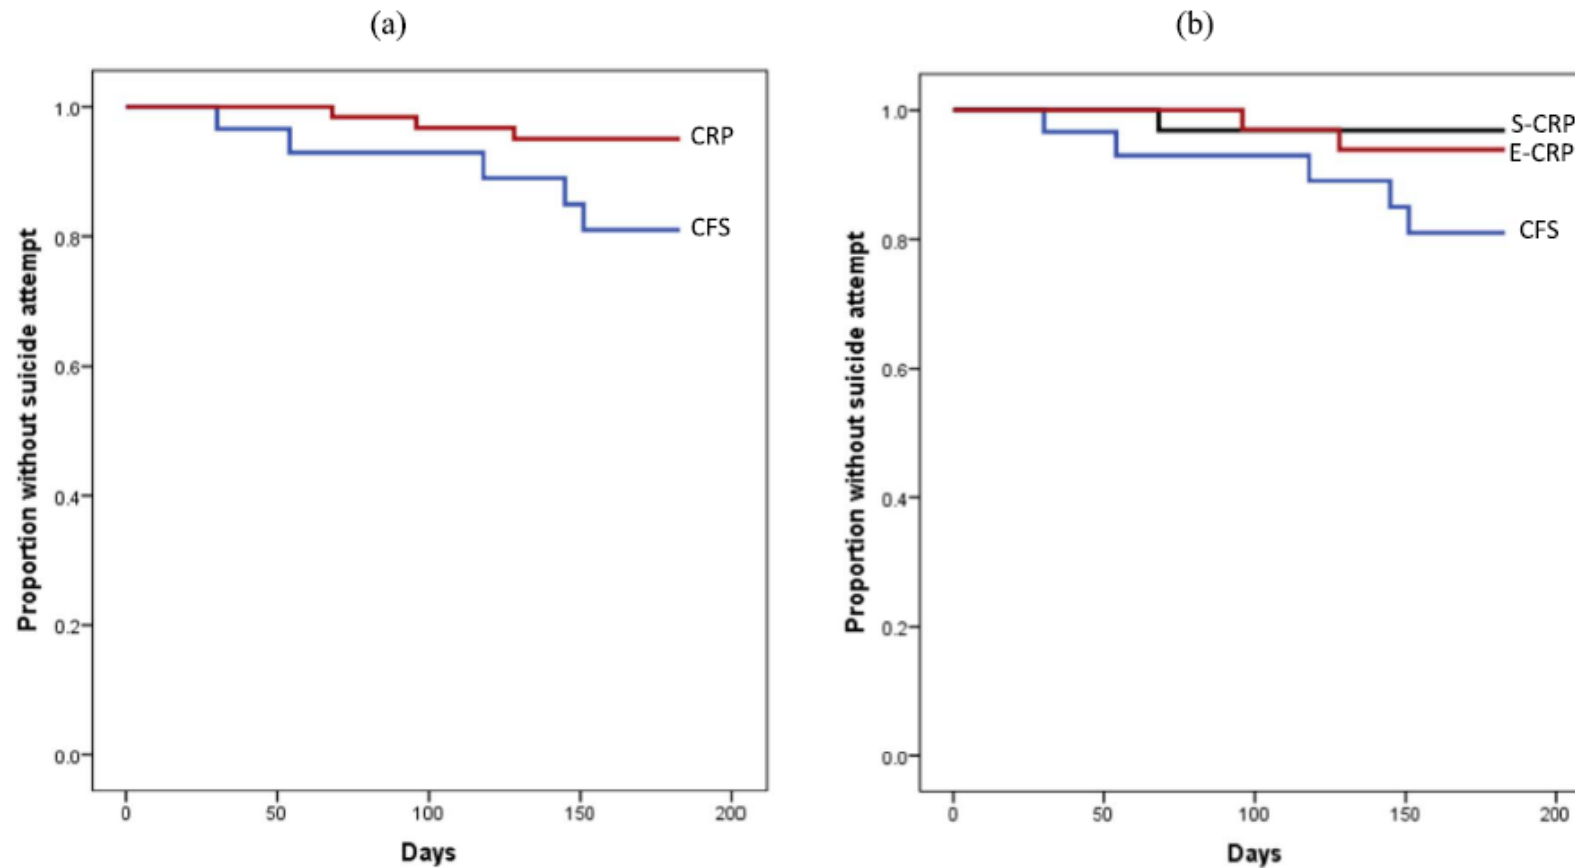 (a)
Proportion without suicide attempt
1.0
0.8
0.6
0.4
0.2
0.0
CRP
CFS
0 50 100 150 200
Days
(b)
Proportion without suicide attempt
1.0
0.8
0.6
0.4
0.2
0.0
S-CRP
E-CRP
CFS
0 50 100 150 200
Days